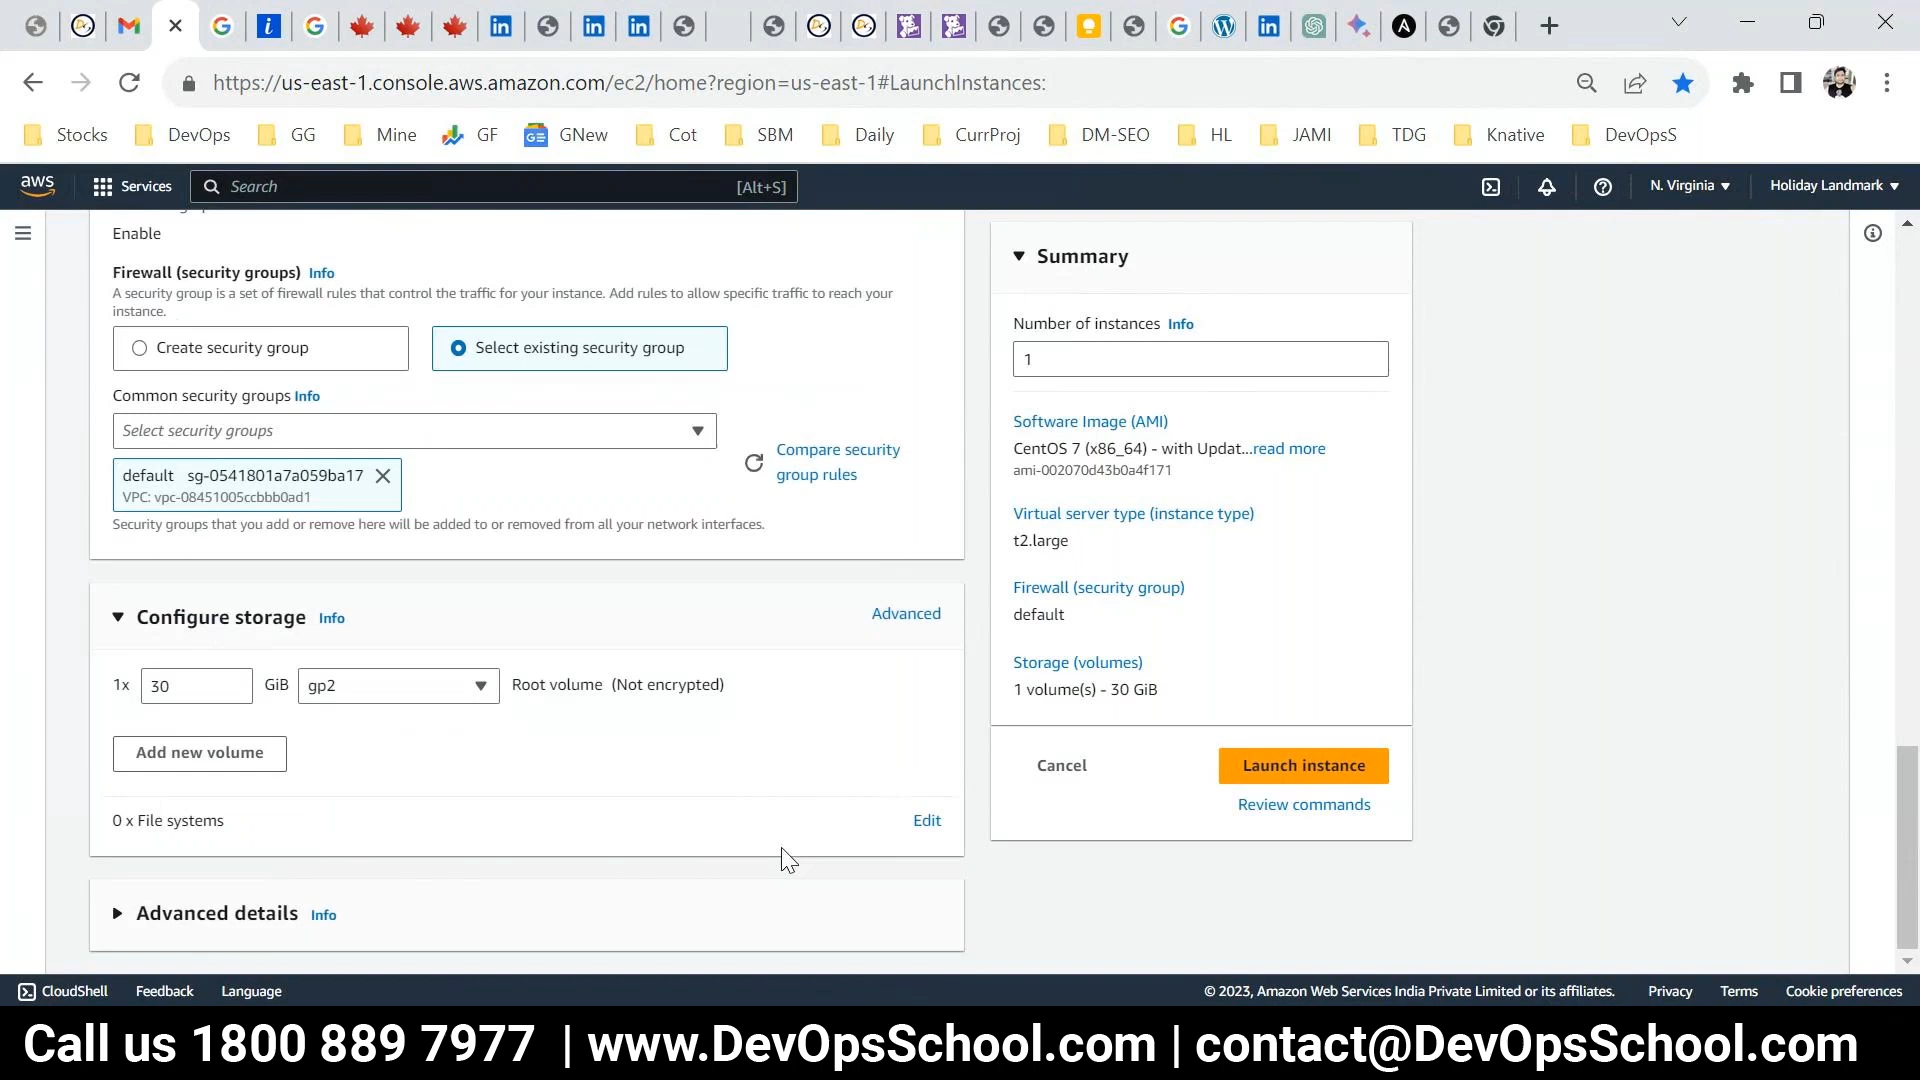 https://us-east-1.console.aws.amazon.com/ec2/home?region=us-east-1#LaunchInstances:
Stocks DevOps GG Mine GF GNew Cot SBM Daily CurrProj DM-SEO HL JAMI TDG Knative DevOpsS
aws Services Search [Alt+S] N. Virginia Holiday Landmark
Enable
Firewall (security groups) Info
A security group is a set of firewall rules that control the traffic for your instance. Add rules to allow specific traffic to reach your
instance.
Create security group
Select existing security group
Common security groups Info
Select security groups
Compare security
group rules
default sg-0541801a7a059ba17
VPC: vpc-08451005ccbbb0ad1
Security groups that you add or remove here will be added to or removed from all your network interfaces.
Configure storage Info
Advanced
1x 30 GiB gp2 Root volume (Not encrypted)
Add new volume
0 x File systems
Edit
Advanced details Info
Summary
Number of instances Info
1
Software Image (AMI)
CentOS 7 (x86_64) - with Updat...read more
ami-002070d43b0a4f171
Virtual server type (instance type)
t2.large
Firewall (security group)
default
Storage (volumes)
1 volume(s) - 30 GiB
Cancel
Launch instance
Review commands
CloudShell Feedback Language © 2023, Amazon Web Services India Private Limited or its affiliates. Privacy Terms Cookie preferences
Call us 1800 889 7977 | www.DevOpsSchool.com | contact@DevOpsSchool.com